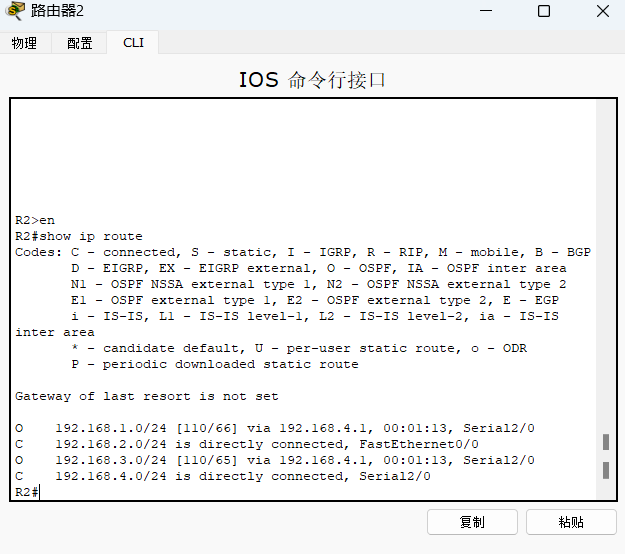 路由器2
物理 配置 CLI
IOS 命令行接口
R2>en
R2#show ip route
Codes: C - connected, S - static, I - IGRP, R - RIP, M - mobile, B - BGP
       D - EIGRP, EX - EIGRP external, O - OSPF, IA - OSPF inter area
       N1 - OSPF NSSA external type 1, N2 - OSPF NSSA external type 2
       E1 - OSPF external type 1, E2 - OSPF external type 2, E - EGP
       i - IS-IS, L1 - IS-IS level-1, L2 - IS-IS level-2, ia - IS-IS
inter area
       * - candidate default, U - per-user static route, o - ODR
       P - periodic downloaded static route
Gateway of last resort is not set
O    192.168.1.0/24 [110/66] via 192.168.4.1, 00:01:13, Serial2/0
C    192.168.2.0/24 is directly connected, FastEthernet0/0
O    192.168.3.0/24 [110/65] via 192.168.4.1, 00:01:13, Serial2/0
C    192.168.4.0/24 is directly connected, Serial2/0
R2#
复制 粘贴